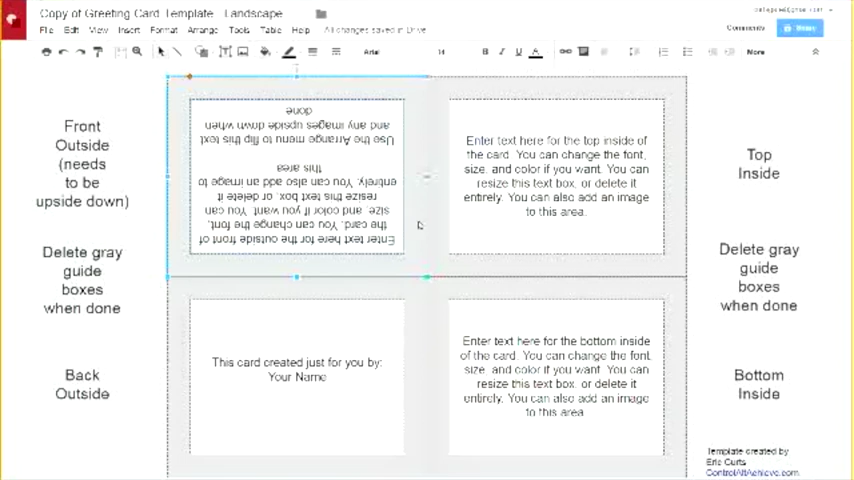 Copy of Greeting Card Template - Landscape
File Edit View Insert Format Arrange Tools Table Help All changes saved in Drive
Comments
Share
Arial
14
B I U A
More
Front
Outside
(needs
to be
upside down)
Delete gray
guide
boxes
when done
Back
Outside
Enter text here for the outside front of
the card. You can change the font,
size, and color if you want. You can
resize this text box, or delete it
entirely. You can also add an image to
this area
Use the Arrange menu to flip this text
and any images upside down when
done
Enter text here for the top inside of
the card. You can change the font,
size, and color if you want. You can
resize this text box, or delete it
entirely. You can also add an image
to this area.
This card created just for you by:
Your Name
Enter text here for the bottom inside
of the card. You can change the font
size, and color if you want. You can
resize this text box, or delete it
entirely. You can also add an image
to this area
Top
Inside
Delete gray
guide
boxes
when done
Bottom
Inside
Template created by
Eric Curts
ControlAltAchieve.com